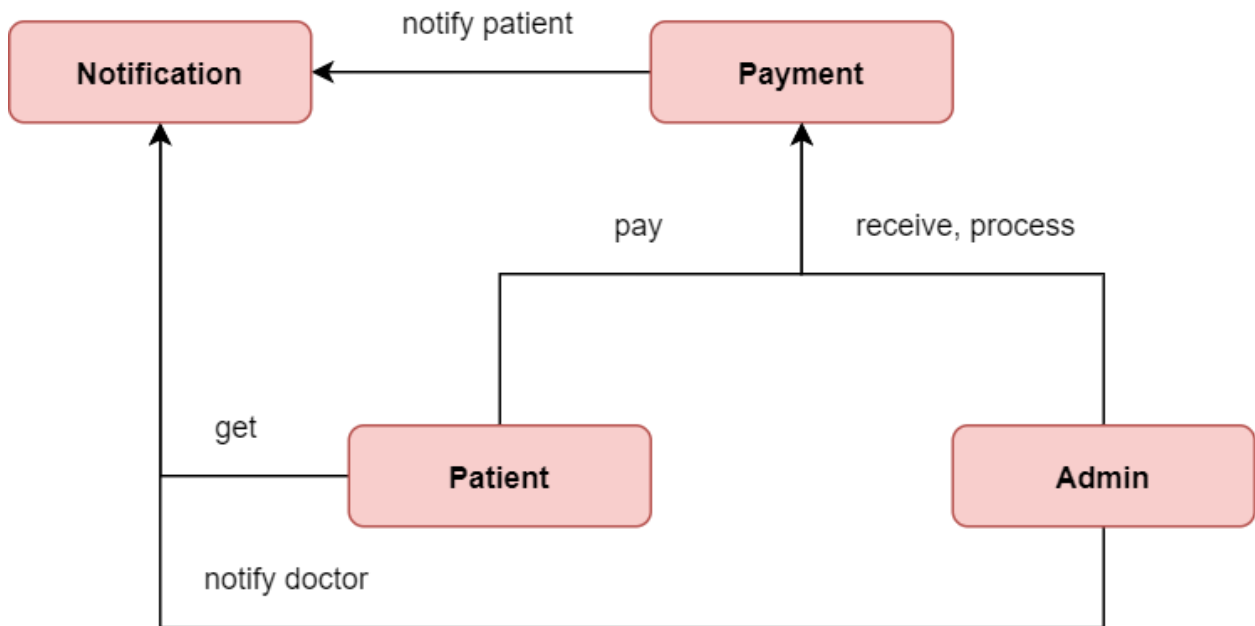 notify patient
Notification
Payment
pay
receive, process
get
Patient
Admin
notify doctor